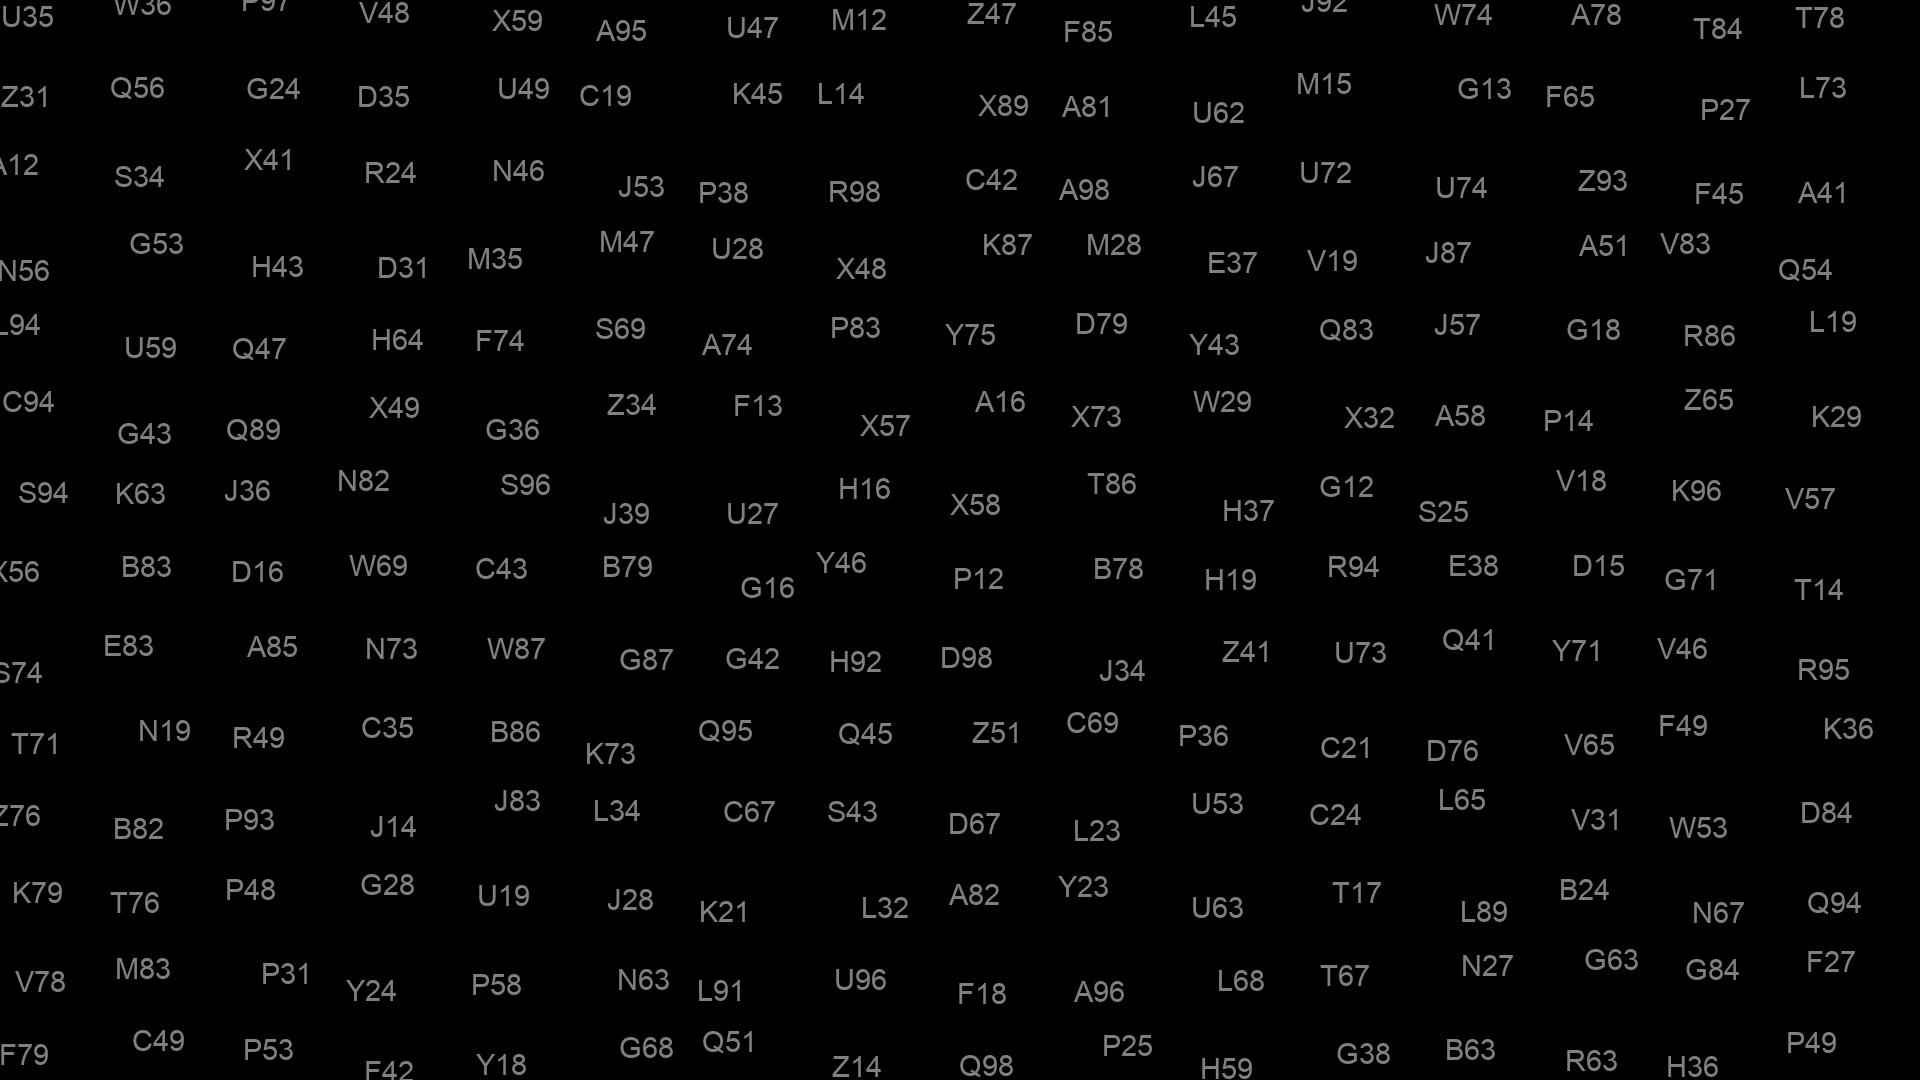 U35 W36 P97 V48 X59 A95 U47 M12 Z47 F85 L45 J92 W74 A78 T84 T78
Z31 Q56 G24 D35 U49 C19 K45 L14 X89 A81 U62 M15 G13 F65 P27 L73
A12 S34 X41 R24 N46 J53 P38 R98 C42 A98 J67 U72 U74 Z93 F45 A41
N56 G53 H43 D31 M35 M47 U28 X48 K87 M28 E37 V19 J87 A51 V83 Q54
L94 U59 Q47 H64 F74 S69 A74 P83 Y75 D79 Y43 Q83 J57 G18 R86 L19
C94 G43 Q89 X49 G36 Z34 F13 X57 A16 X73 W29 X32 A58 P14 Z65 K29
S94 K63 J36 N82 S96 J39 U27 H16 X58 T86 H37 G12 S25 V18 K96 V57
X56 B83 D16 W69 C43 B79 G16 Y46 P12 B78 H19 R94 E38 D15 G71 T14
S74 E83 A85 N73 W87 G87 G42 H92 D98 J34 Z41 U73 Q41 Y71 V46 R95
T71 N19 R49 C35 B86 K73 Q95 Q45 Z51 C69 P36 C21 D76 V65 F49 K36
Z76 B82 P93 J14 J83 L34 C67 S43 D67 L23 U53 C24 L65 V31 W53 D84
K79 T76 P48 G28 U19 J28 K21 L32 A82 Y23 U63 T17 L89 B24 N67 Q94
V78 M83 P31 Y24 P58 N63 L91 U96 F18 A96 L68 T67 N27 G63 G84 F27
F79 C49 P53 F42 Y18 G68 Q51 Z14 Q98 P25 H59 G38 B63 R63 H36 P49